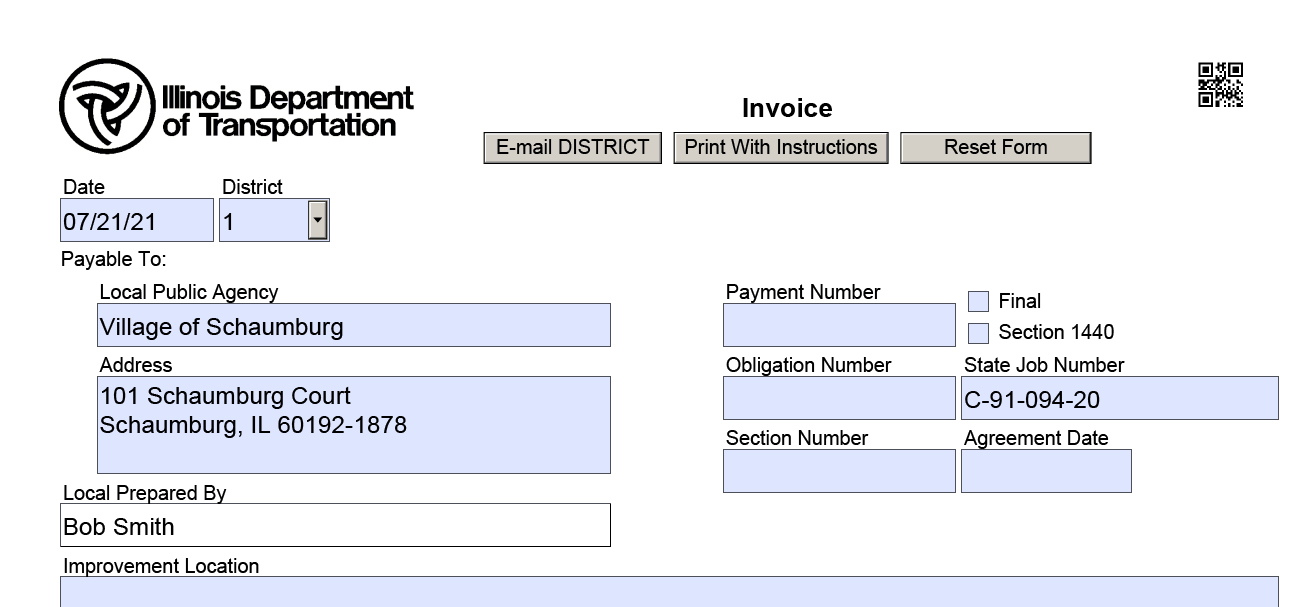 Illinois Department
of Transportation
Invoice
E-mail DISTRICT
Print With Instructions
Reset Form
Date
District
07/21/21
1
Payable To:
Local Public Agency
Village of Schaumburg
Payment Number
Final
Section 1440
Address
101 Schaumburg Court
Schaumburg, IL 60192-1878
Obligation Number
State Job Number
C-91-094-20
Section Number
Agreement Date
Local Prepared By
Bob Smith
Improvement Location